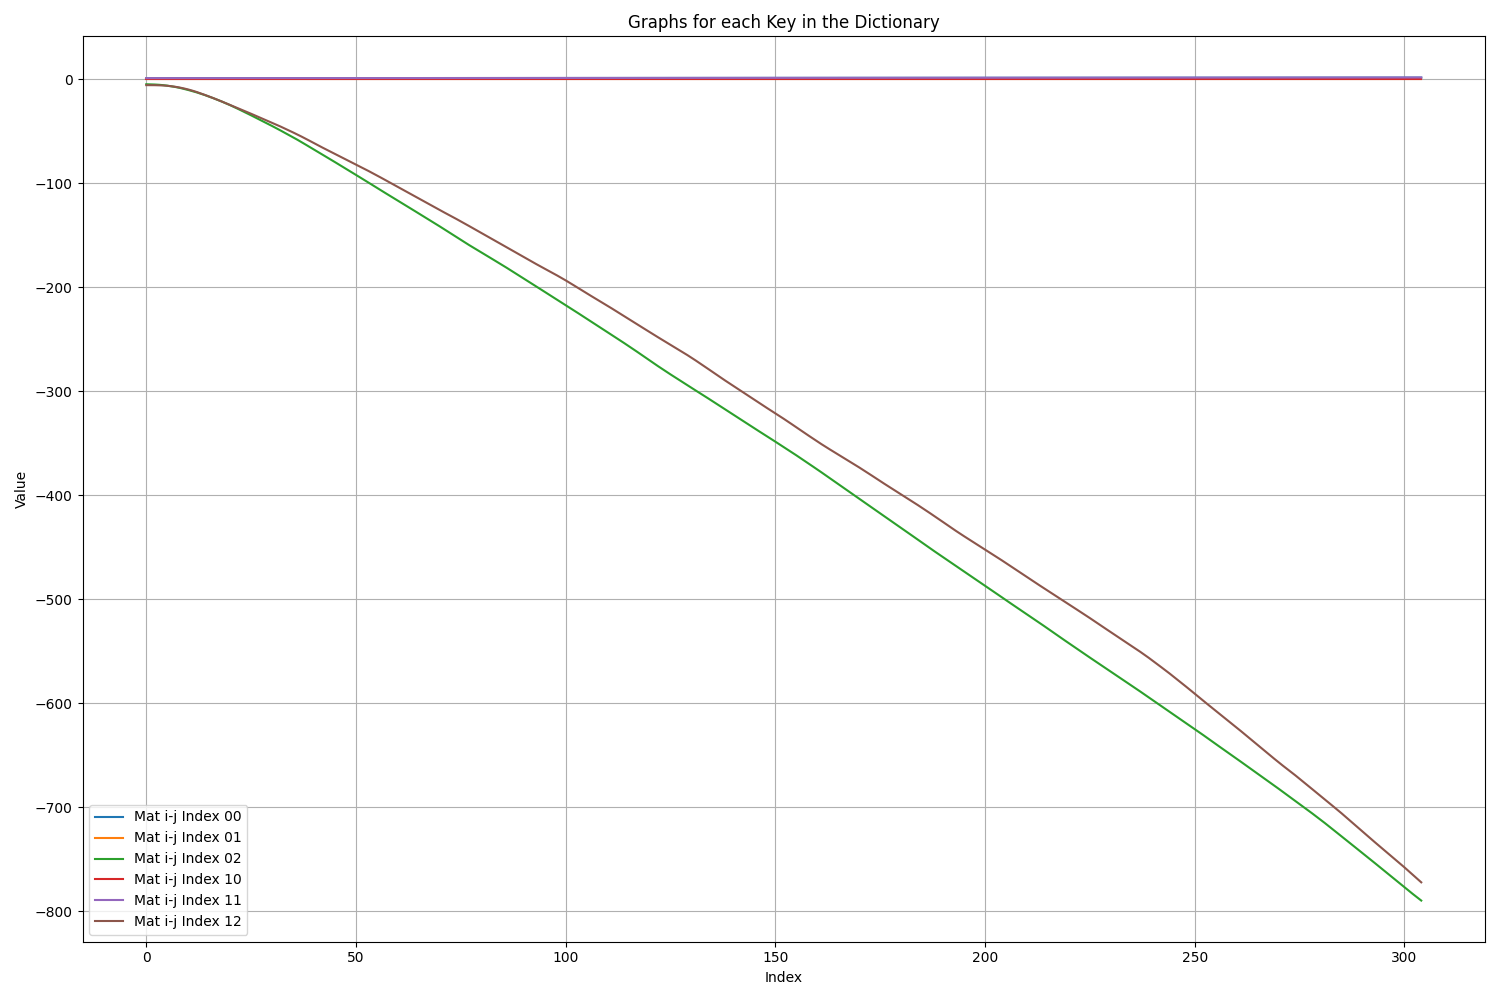 Graphs for each Key in the Dictionary
Value
0
−100
−200
−300
−400
−500
−600
−700
−800
Mat i-j Index 00
Mat i-j Index 01
Mat i-j Index 02
Mat i-j Index 10
Mat i-j Index 11
Mat i-j Index 12
0 50 100 150 200 250 300
Index